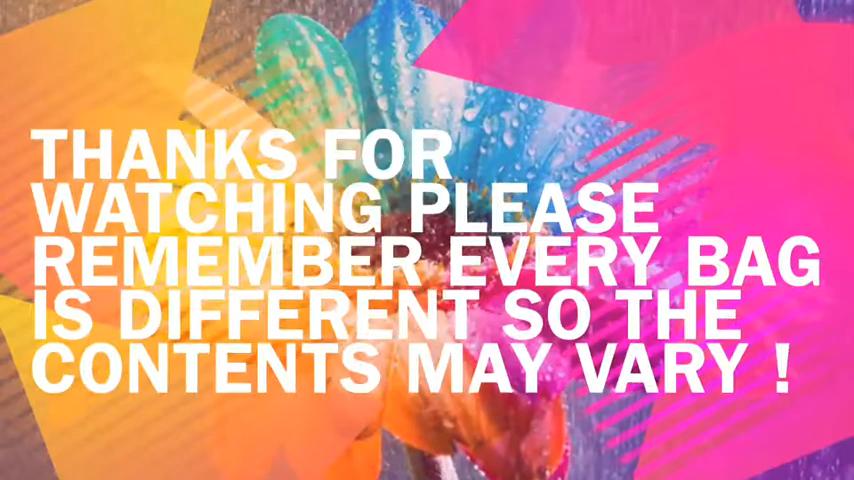 THANKS FOR
WATCHING PLEASE
REMEMBER EVERY BAG
IS DIFFERENT SO THE
CONTENTS MAY VARY !